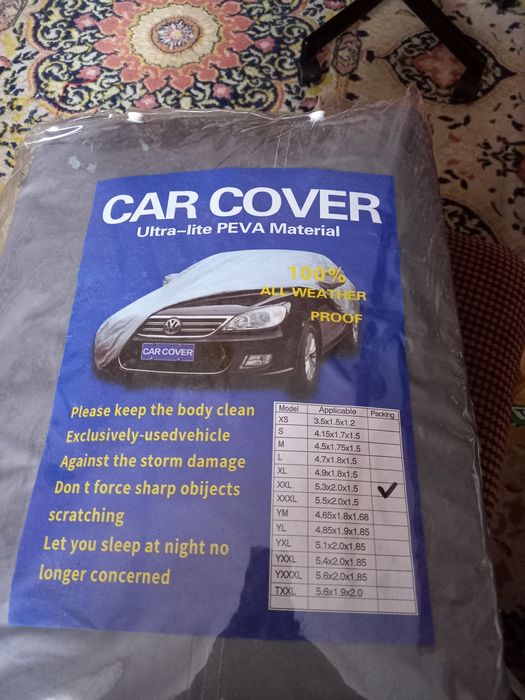 CAR COVER
Ultra-lite PEVA Material
100%
ALL WEATHER
PROOF
CAR COVER
Please keep the body clean
Exclusively-usedvehicle
Against the storm damage
Don t force sharp obijects
scratching
Let you sleep at night no
longer concerned
Model Applicable Packing
XS 3.5x1.5x1.2
S 4.15x1.7x1.5
M 4.5x1.75x1.5
L 4.7x1.8x1.5
XL 4.9x1.8x1.5
XXL 5.3x2.0x1.5 ✓
XXXL 5.5x2.0x1.5
YM 4.65x1.8x1.68
YL 4.85x1.9x1.85
YXL 5.1x2.0x1.85
YXXL 5.4x2.0x1.85
YXXXL 5.6x2.0x1.85
TXXL 5.6x1.9x2.0